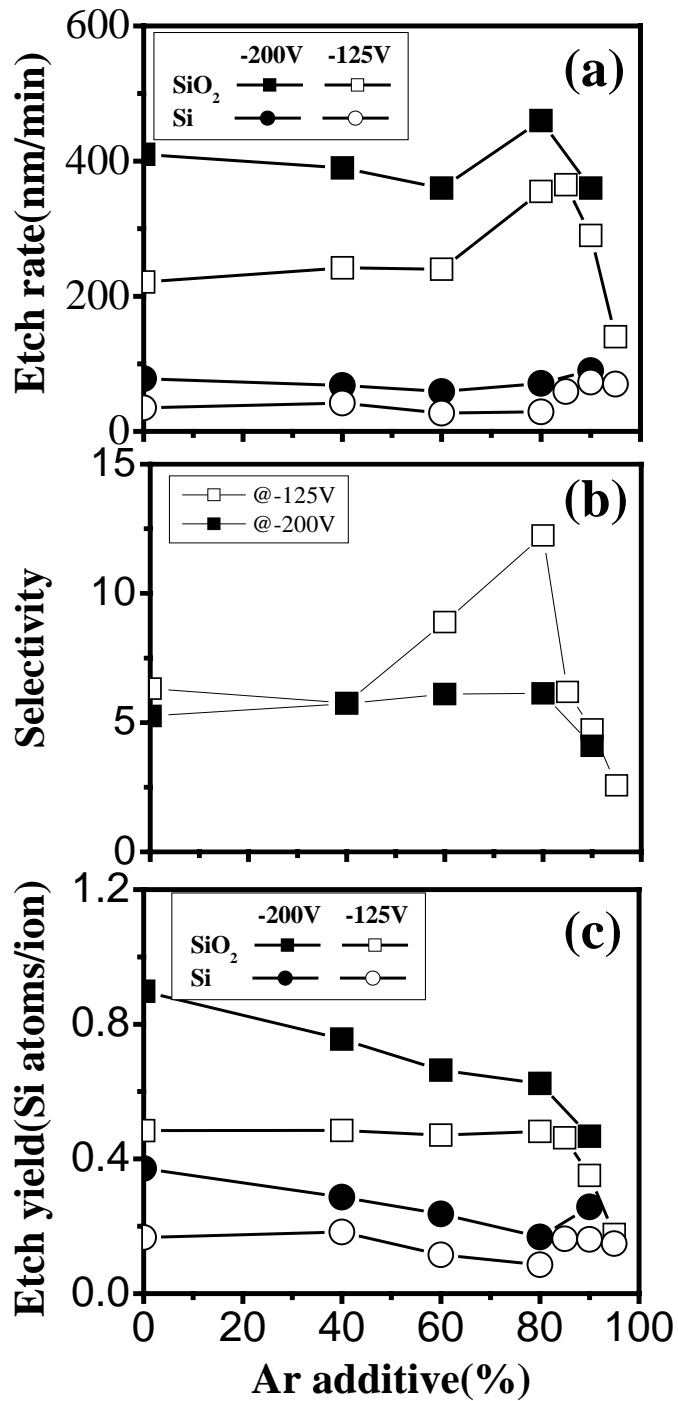 600
400
200
0
Etch rate(nm/min)
-200V -125V
SiO2
Si
(a)
15
10
5
0
Selectivity
@-125V
@-200V
(b)
1.2
0.8
0.4
0.0
Etch yield(Si atoms/ion)
-200V -125V
SiO2
Si
(c)
0 20 40 60 80 100
Ar additive(%)